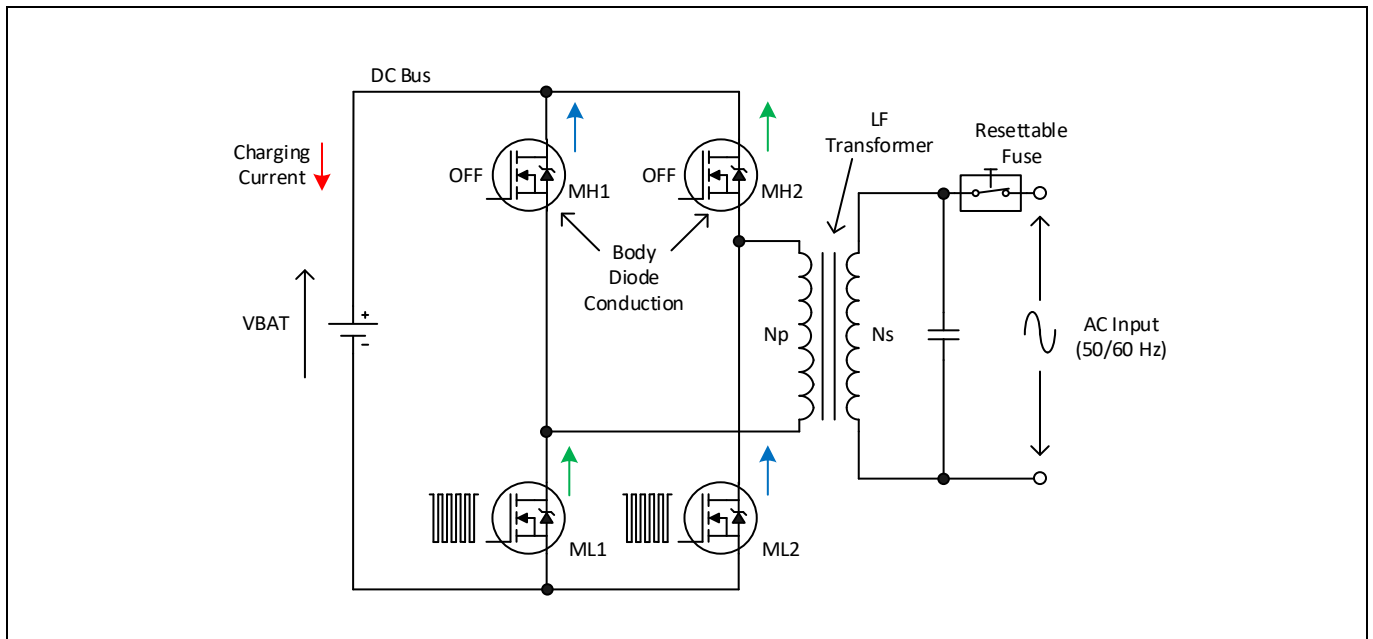 DC Bus
LF
Transformer
Resettable
Fuse
Charging
Current
OFF
MH1
OFF
MH2
Body
Diode
Conduction
VBAT
+
-
Np
Ns
AC Input
(50/60 Hz)
ML1
ML2